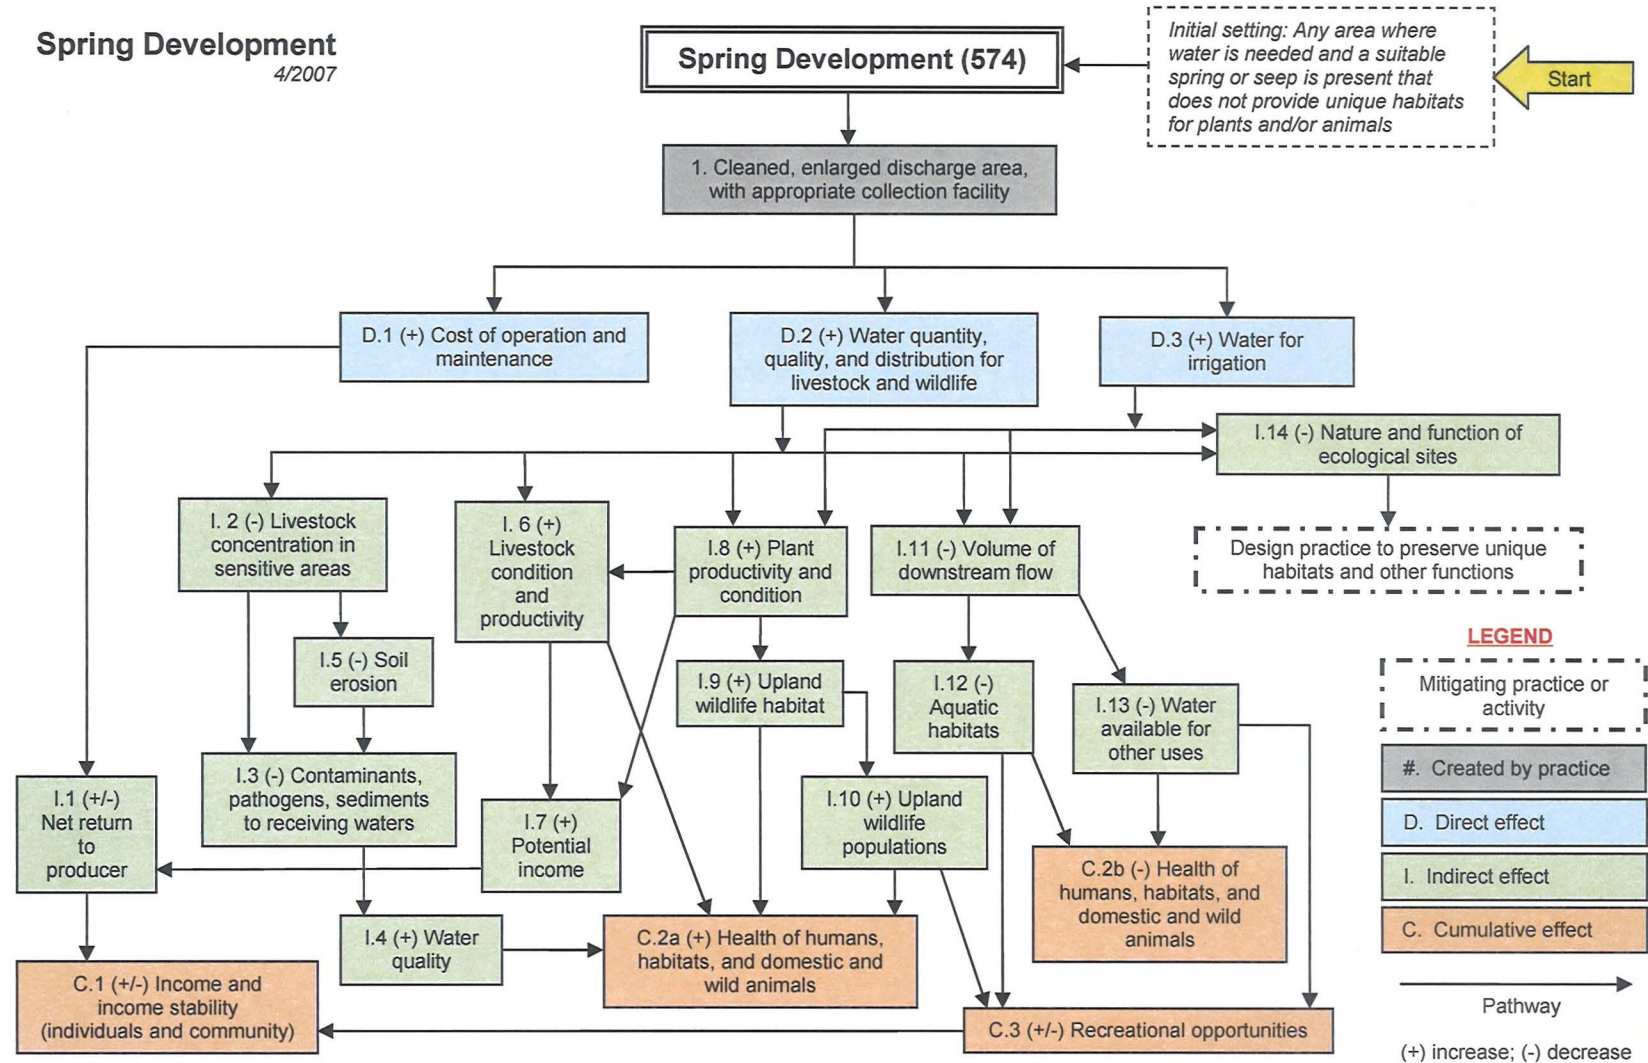 Spring Development
4/2007
Spring Development (574)
Initial setting: Any area where
water is needed and a suitable
spring or seep is present that
does not provide unique habitats
for plants and/or animals
Start
1. Cleaned, enlarged discharge area,
with appropriate collection facility
D.1 (+) Cost of operation and
maintenance
D.2 (+) Water quantity,
quality, and distribution for
livestock and wildlife
D.3 (+) Water for
irrigation
I.14 (-) Nature and function of
ecological sites
I. 2 (-) Livestock
concentration in
sensitive areas
I. 6 (+)
Livestock
condition
and
productivity
I.8 (+) Plant
productivity and
condition
I.11 (-) Volume of
downstream flow
Design practice to preserve unique
habitats and other functions
I.5 (-) Soil
erosion
I.9 (+) Upland
wildlife habitat
I.12 (-)
Aquatic
habitats
I.13 (-) Water
available for
other uses
I.1 (+/-)
Net return
to
producer
I.3 (-) Contaminants,
pathogens, sediments
to receiving waters
I.7 (+)
Potential
income
I.10 (+) Upland
wildlife
populations
C.2b (-) Health of
humans, habitats, and
domestic and wild
animals
I.4 (+) Water
quality
C.2a (+) Health of humans,
habitats, and domestic and
wild animals
C.1 (+/-) Income and
income stability
(individuals and community)
C.3 (+/-) Recreational opportunities
LEGEND
Mitigating practice or
activity
#. Created by practice
D. Direct effect
I. Indirect effect
C. Cumulative effect
Pathway
(+) increase; (-) decrease